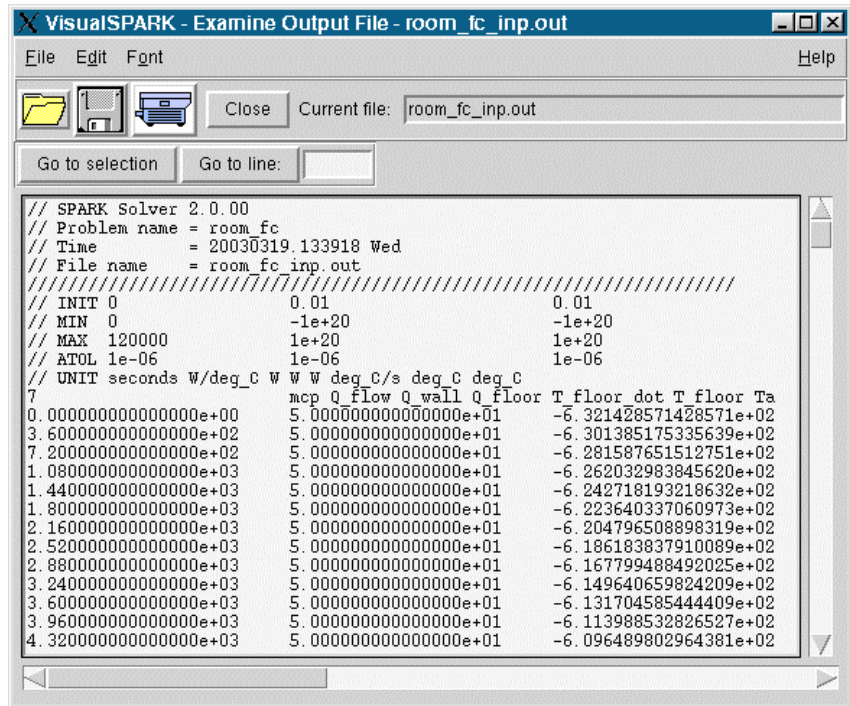 X VisualSPARK - Examine Output File - room_fc_inp.out
File Edit Font Help
Close Current file: room_fc_inp.out
Go to selection Go to line:
// SPARK Solver 2.0.00
// Problem name = room_fc
// Time = 20030319.133918 Wed
// File name = room_fc_inp.out
//////////////////////////////////////////////////////////////////////////////
// INIT 0 0.01 0.01
// MIN 0 -1e+20 -1e+20
// MAX 120000 1e+20 1e+20
// ATOL 1e-06 1e-06 1e-06
// UNIT seconds W/deg_C W W W deg_C/s deg_C deg_C
7 mcp Q_flow Q_wall Q_floor T_floor_dot T_floor Ta
0.000000000000000e+00 5.000000000000000e+01 -6.321428571428571e+02
3.600000000000000e+02 5.000000000000000e+01 -6.301385175335639e+02
7.200000000000000e+02 5.000000000000000e+01 -6.281587651512751e+02
1.080000000000000e+03 5.000000000000000e+01 -6.262032983845620e+02
1.440000000000000e+03 5.000000000000000e+01 -6.242718193218632e+02
1.800000000000000e+03 5.000000000000000e+01 -6.223640337060973e+02
2.160000000000000e+03 5.000000000000000e+01 -6.204796508898319e+02
2.520000000000000e+03 5.000000000000000e+01 -6.186183837910089e+02
2.880000000000000e+03 5.000000000000000e+01 -6.167799488492025e+02
3.240000000000000e+03 5.000000000000000e+01 -6.149640659824209e+02
3.600000000000000e+03 5.000000000000000e+01 -6.131704585444409e+02
3.960000000000000e+03 5.000000000000000e+01 -6.113988532826527e+02
4.320000000000000e+03 5.000000000000000e+01 -6.096489802964381e+02